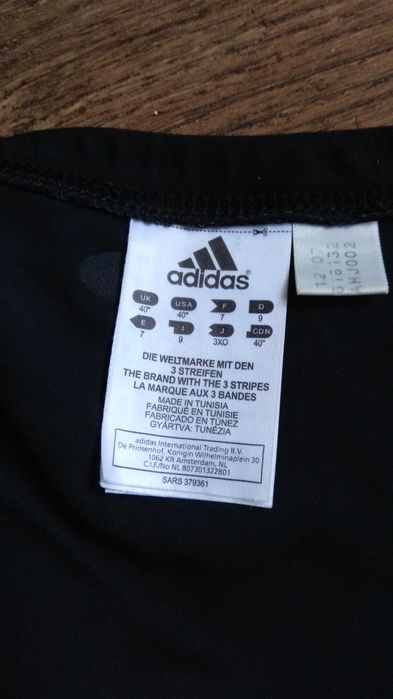 adidas®
UK USA F D
40" 40" 7 9
E I J CDN
7 9 3XO 40"
DIE WELTMARKE MIT DEN
3 STREIFEN
THE BRAND WITH THE 3 STRIPES
LA MARQUE AUX 3 BANDES
MADE IN TUNISIA
FABRIQUÉ EN TUNISIE
FABRICADO EN TÚNEZ
GYÁRTVA: TUNÉZIA
adidas International Trading B.V.
De Prinsenhof, Konigin Wilhelminaplein 30
1062 KR Amsterdam, NL
C.I.F./No NL 807301322B01
SARS 379361
12 07
AHJ002